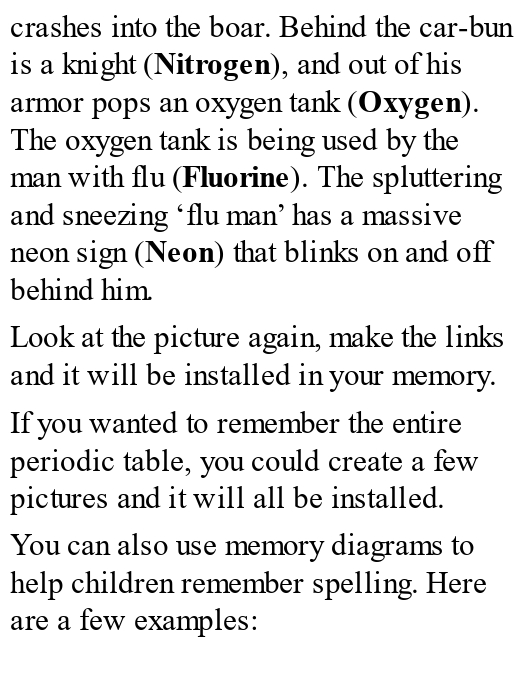 crashes into the boar. Behind the car-bun
is a knight (Nitrogen), and out of his
armor pops an oxygen tank (Oxygen).
The oxygen tank is being used by the
man with flu (Fluorine). The spluttering
and sneezing ‘flu man’ has a massive
neon sign (Neon) that blinks on and off
behind him.
Look at the picture again, make the links
and it will be installed in your memory.
If you wanted to remember the entire
periodic table, you could create a few
pictures and it will all be installed.
You can also use memory diagrams to
help children remember spelling. Here
are a few examples: